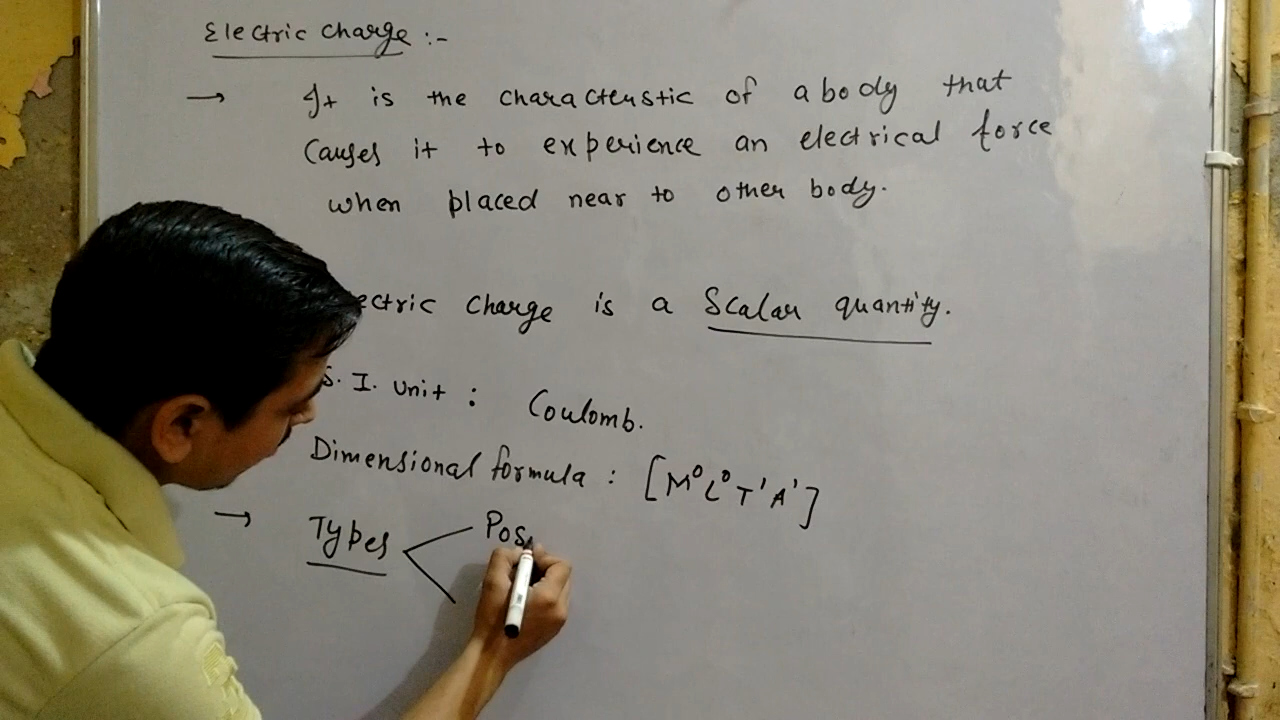 Electric Charge :-
→ It is the characteristic of a body that
Causes it to experience an electrical force
when placed near to other body.
ectric Charge is a Scalar quantity.
S. I. Unit : Coulomb.
Dimensional formula : [M⁰L⁰T¹A¹]
→ Types
Pos